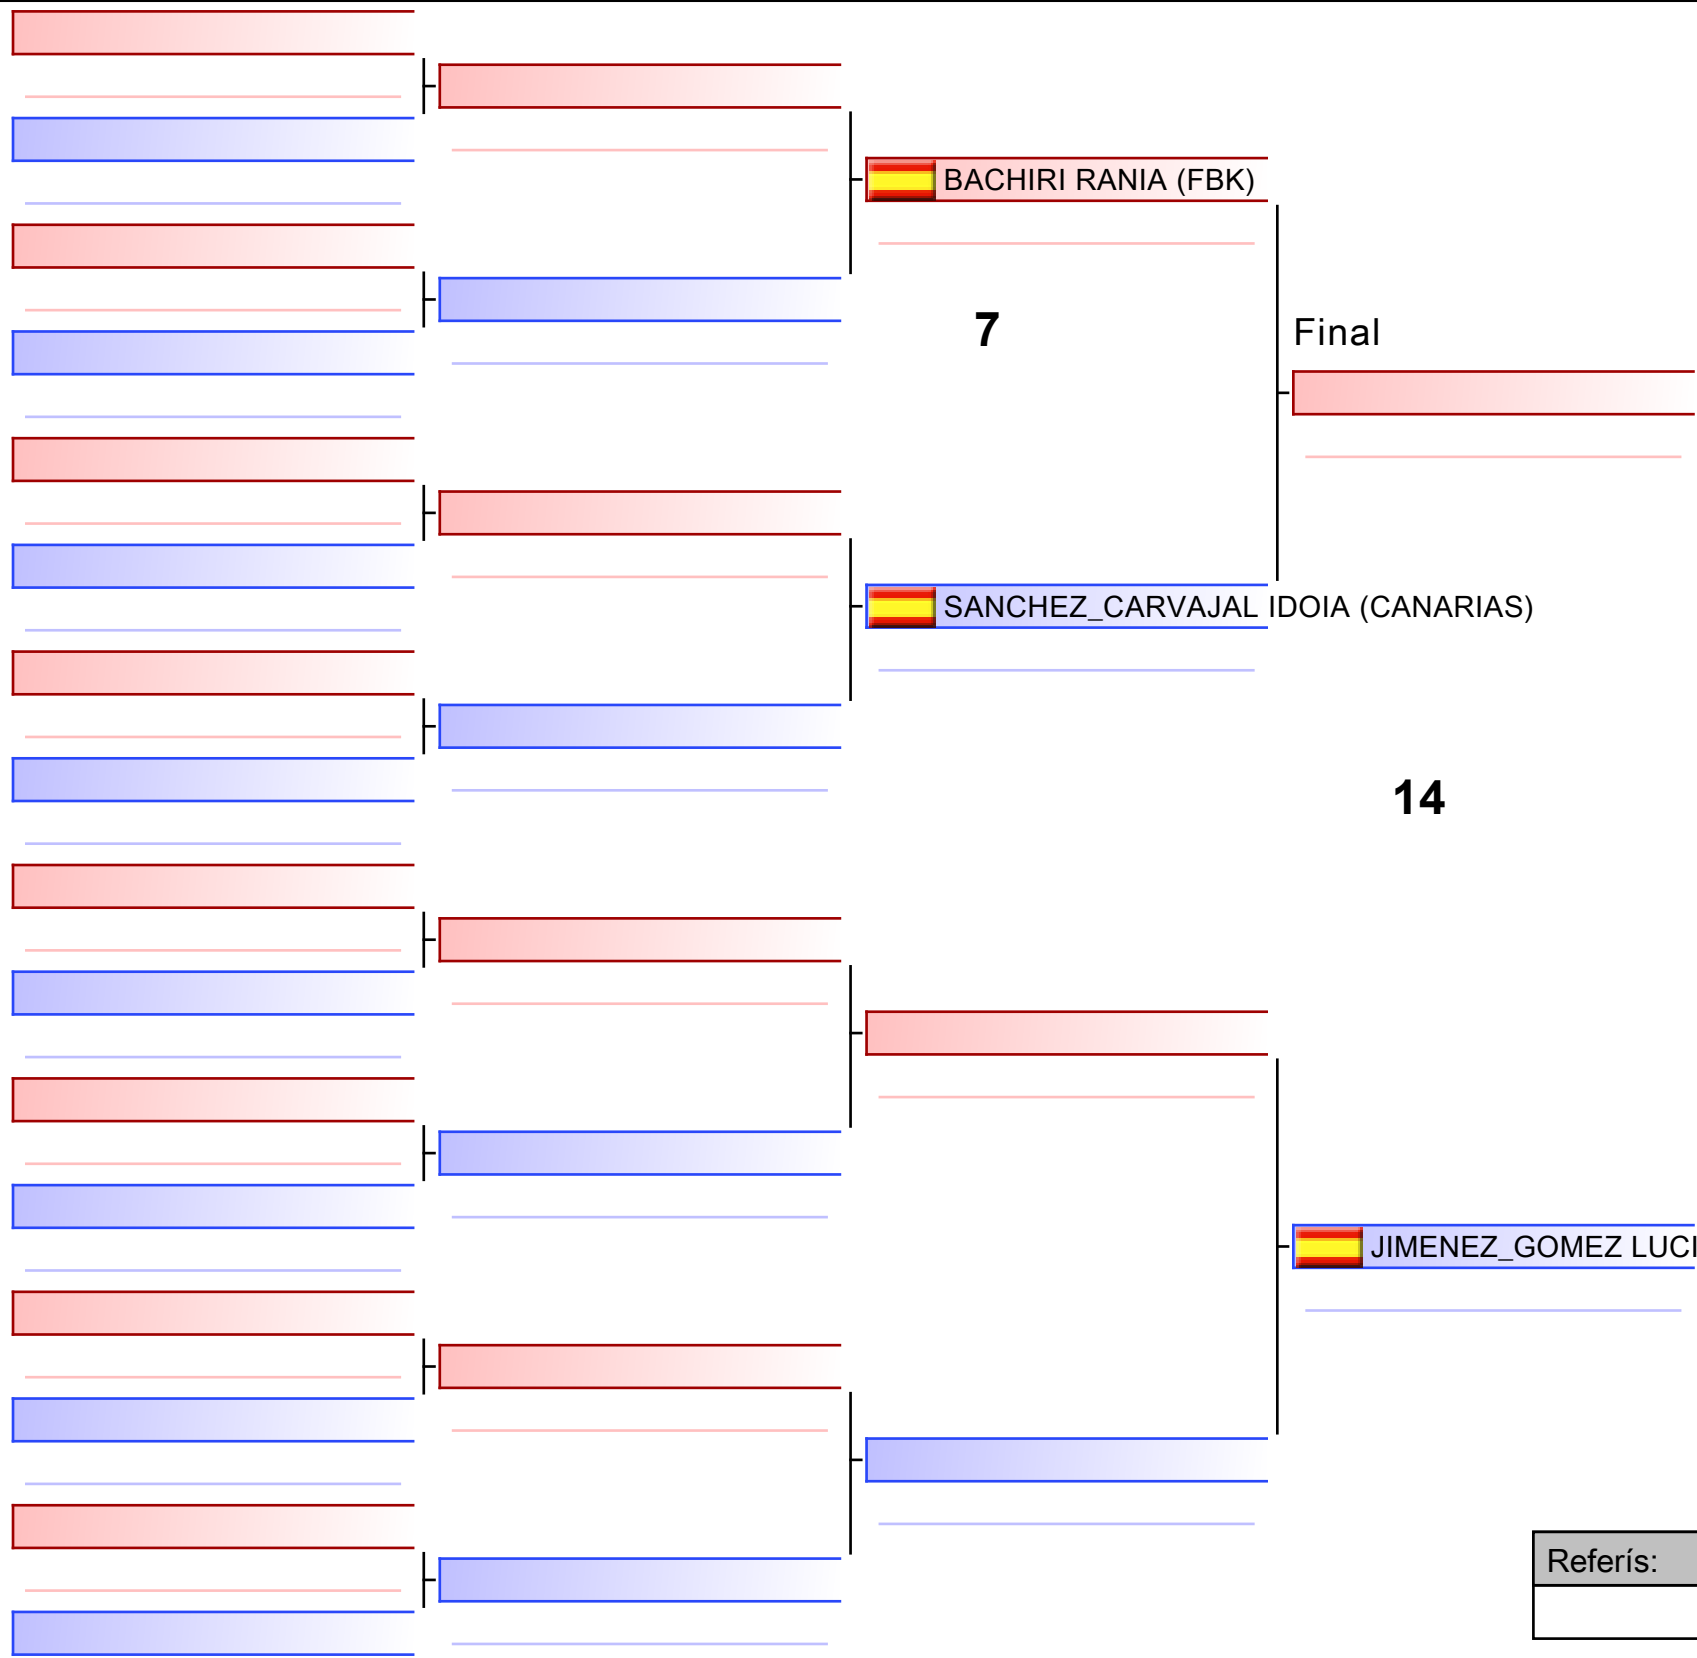 BACHIRI RANIA (FBK)
7
Final
SANCHEZ_CARVAJAL IDOIA (CANARIAS)
14
JIMENEZ_GOMEZ LUCI
Referís: